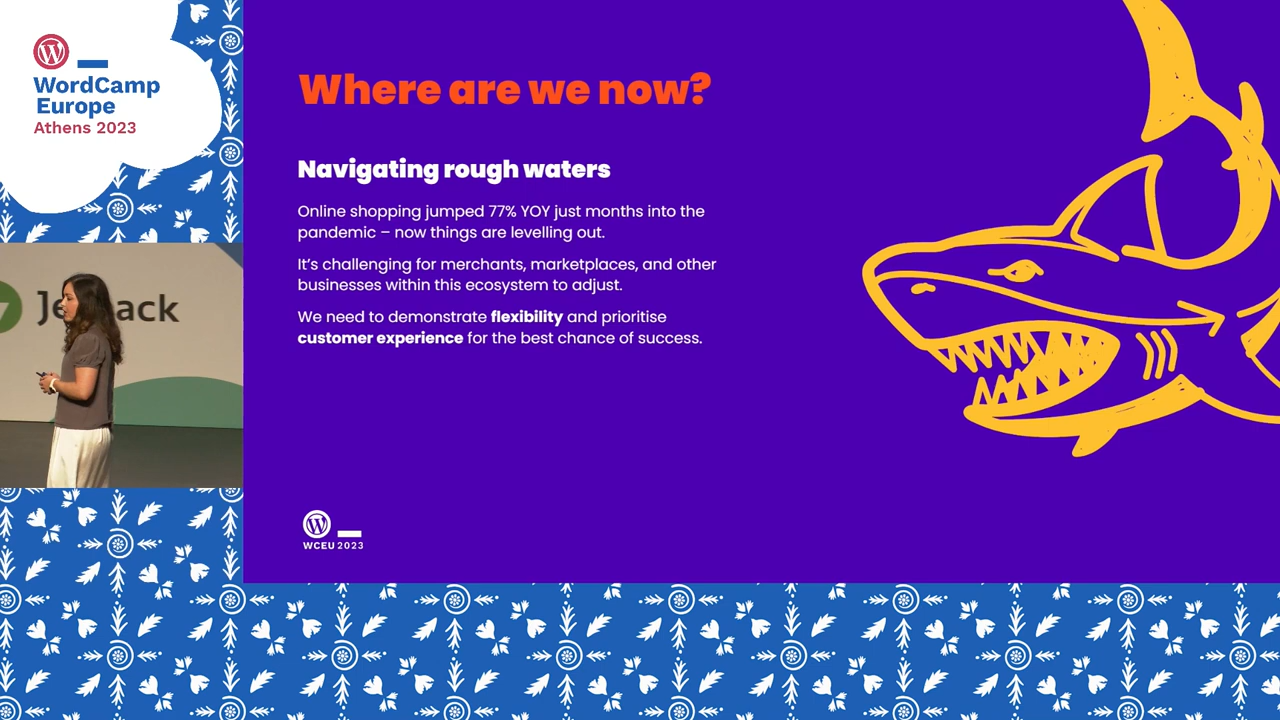 WordCamp
Europe
Athens 2023
Where are we now?
Navigating rough waters
Online shopping jumped 77% YOY just months into the
pandemic – now things are levelling out.
It’s challenging for merchants, marketplaces, and other
businesses within this ecosystem to adjust.
We need to demonstrate flexibility and prioritise
customer experience for the best chance of success.
WCEU 2023